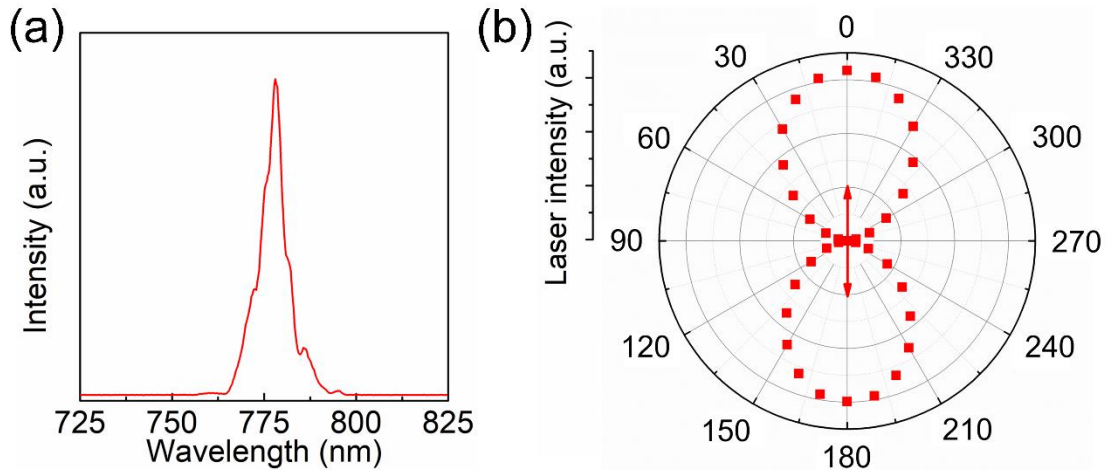 (a)
Intensity (a.u.)
725 750 775 800 825
Wavelength (nm)
(b)
Laser intensity (a.u.)
0
30 330
60 300
90 270
120 240
150 210
180